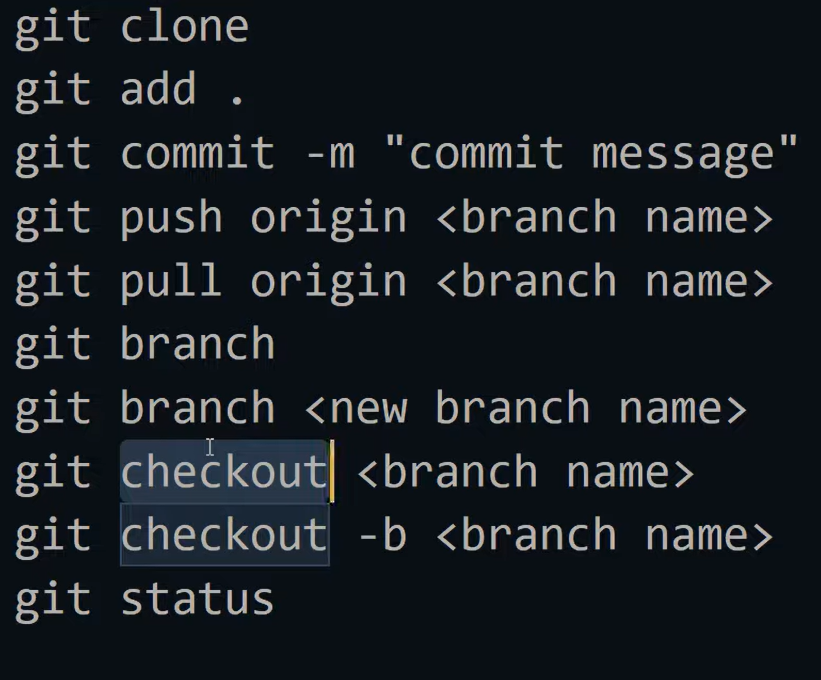 git clone
git add .
git commit -m "commit message"
git push origin <branch name>
git pull origin <branch name>
git branch
git branch <new branch name>
git checkout <branch name>
git checkout -b <branch name>
git status